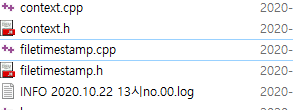 context.cpp 2020-
context.h 2020-
filetimestamp.cpp 2020-
filetimestamp.h 2020-
INFO 2020.10.22 13시no.00.log 2020-